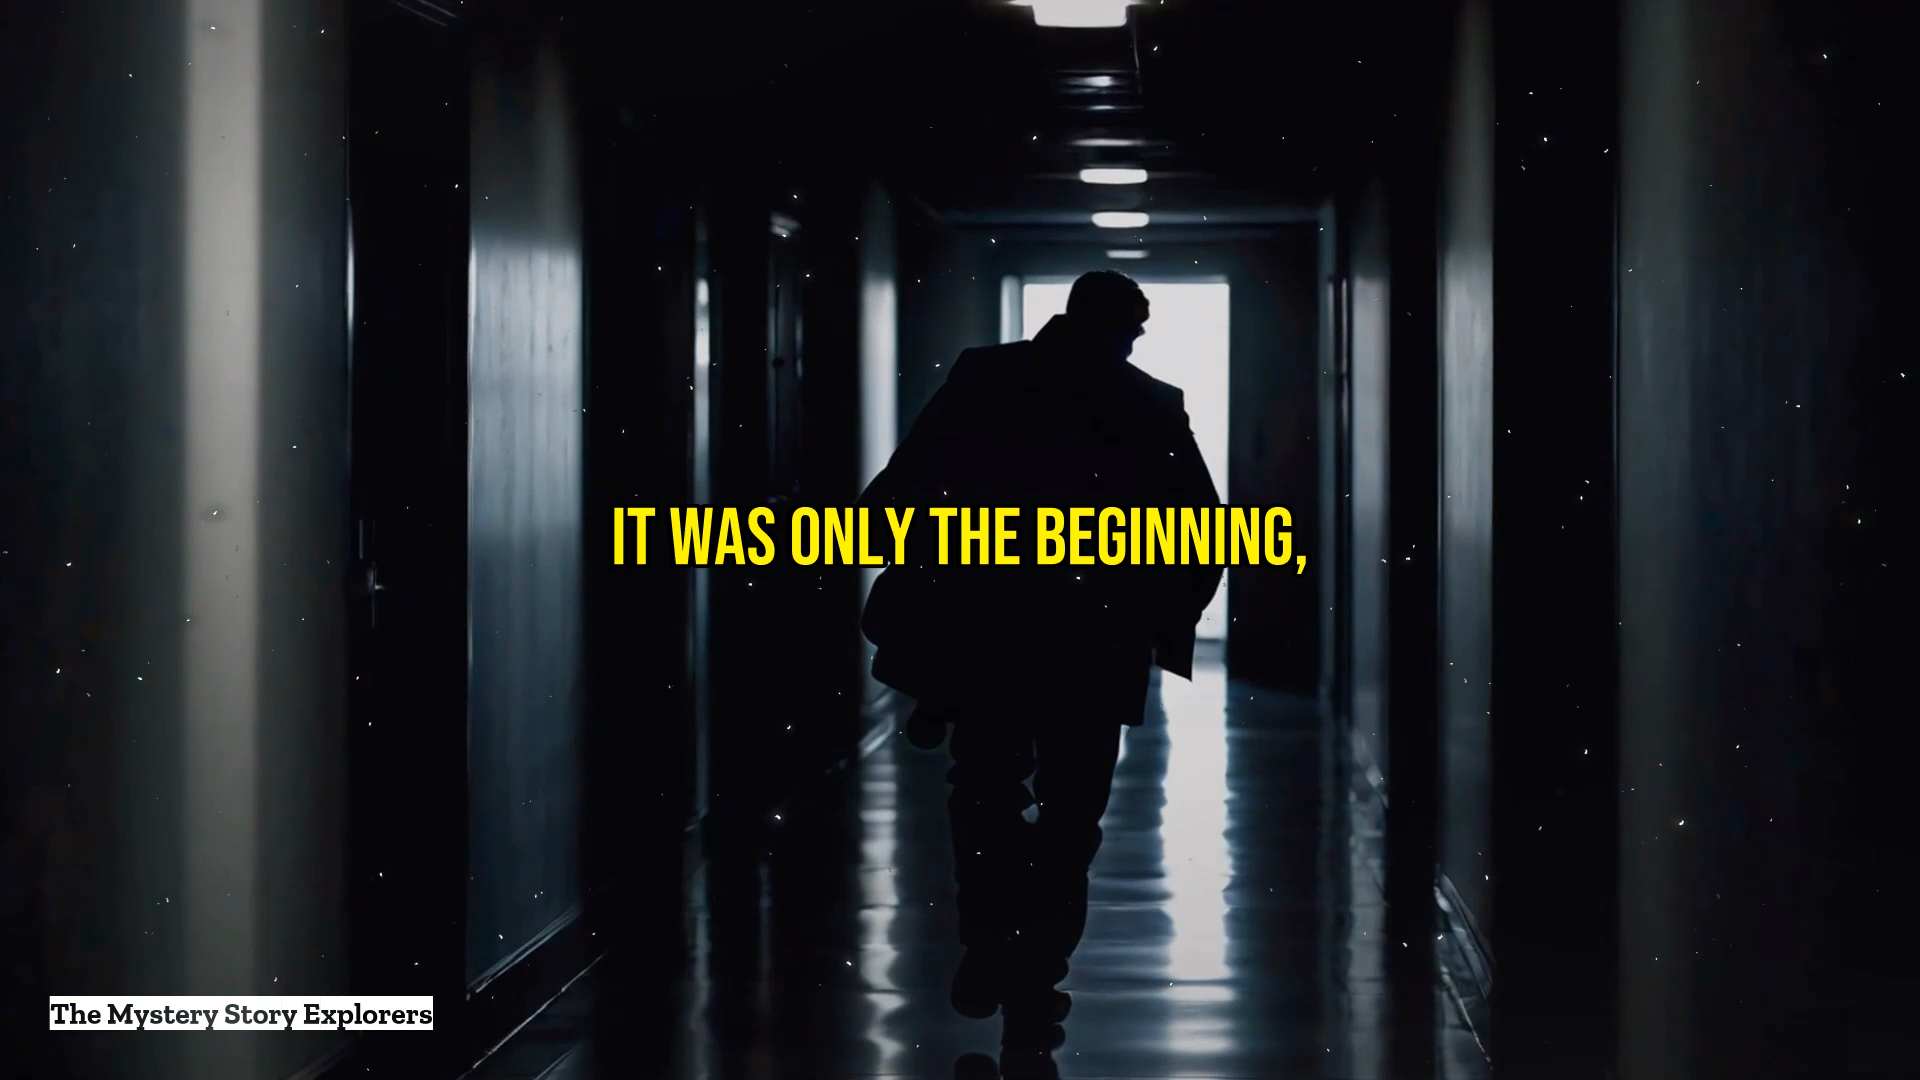 IT WAS ONLY THE BEGINNING,
The Mystery Story Explorers